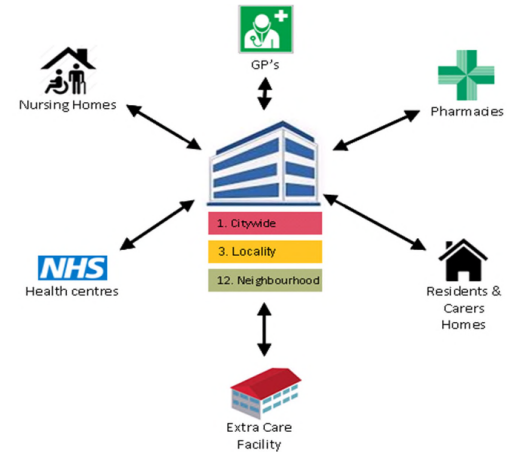 GP's
Nursing Homes
Pharmacies
1. Citywide
3. Locality
12. Neighbourhood
NHS
Health centres
Residents &
Carers
Homes
Extra Care
Facility